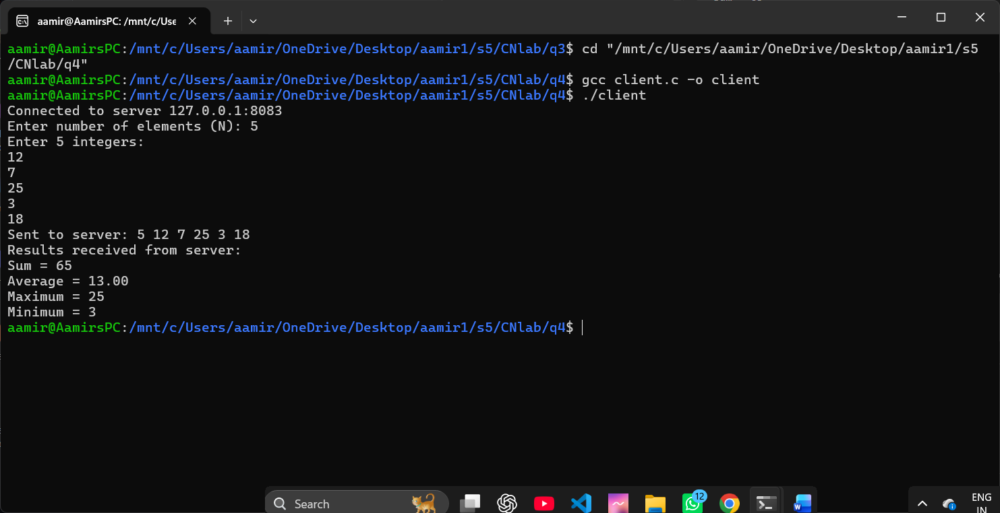 aamir@AamirsPC: /mnt/c/Use
aamir@AamirsPC:/mnt/c/Users/aamir/OneDrive/Desktop/aamir1/s5/CNlab/q3$ cd "/mnt/c/Users/aamir/OneDrive/Desktop/aamir1/s5
/CNlab/q4"
aamir@AamirsPC:/mnt/c/Users/aamir/OneDrive/Desktop/aamir1/s5/CNlab/q4$ gcc client.c -o client
aamir@AamirsPC:/mnt/c/Users/aamir/OneDrive/Desktop/aamir1/s5/CNlab/q4$ ./client
Connected to server 127.0.0.1:8083
Enter number of elements (N): 5
Enter 5 integers:
12
7
25
3
18
Sent to server: 5 12 7 25 3 18
Results received from server:
Sum = 65
Average = 13.00
Maximum = 25
Minimum = 3
aamir@AamirsPC:/mnt/c/Users/aamir/OneDrive/Desktop/aamir1/s5/CNlab/q4$
Search
12
ENG
IN